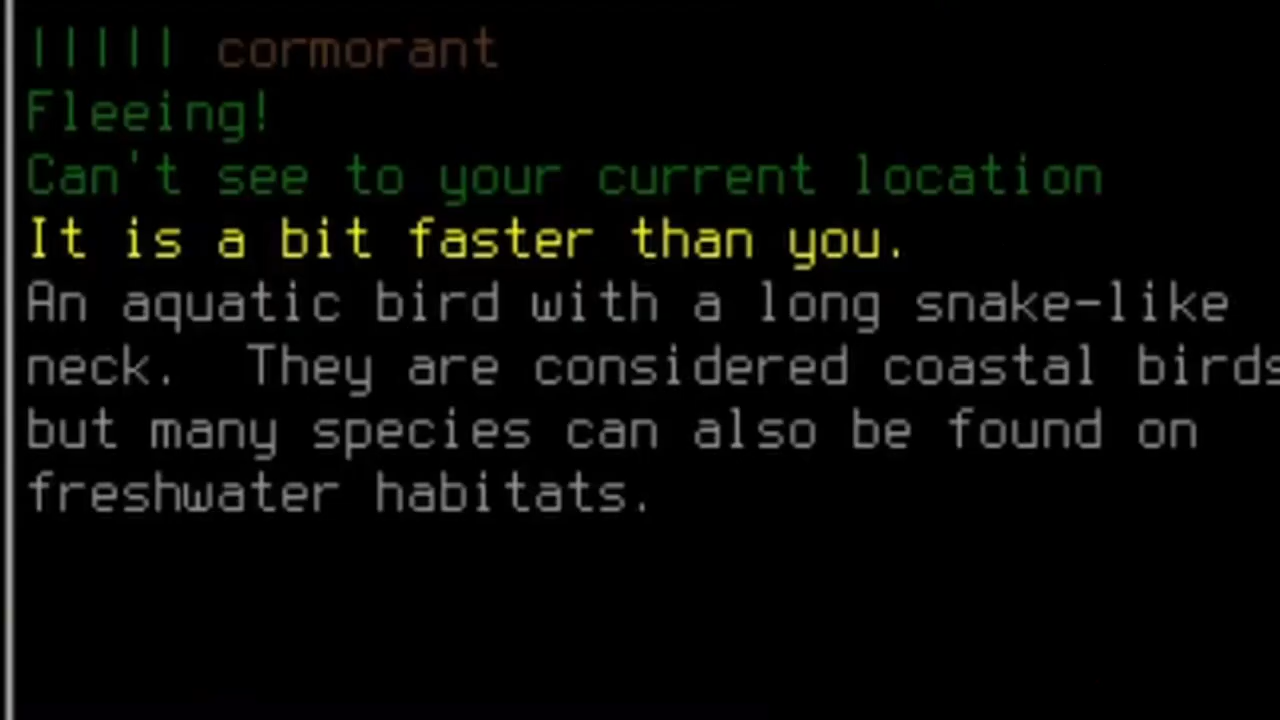 ||||| cormorant
Fleeing!
Can't see to your current location
It is a bit faster than you.
An aquatic bird with a long snake-like
neck.  They are considered coastal birds
but many species can also be found on
freshwater habitats.